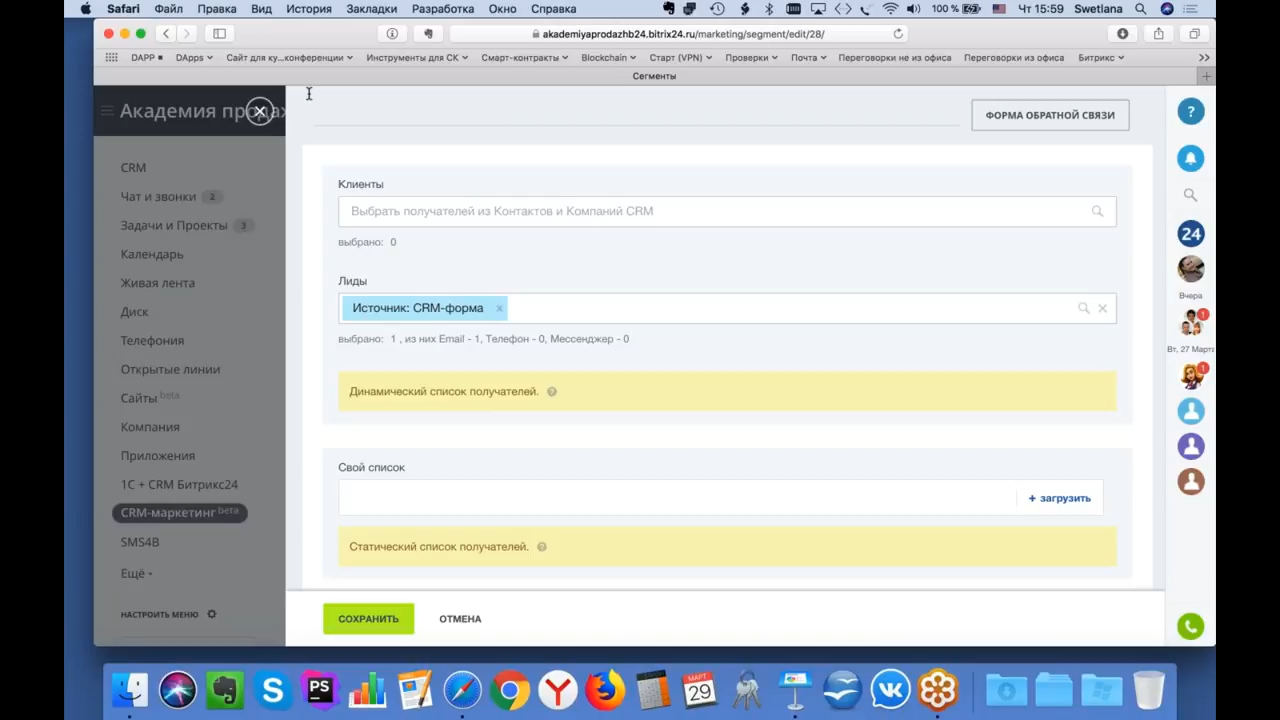 Safari Файл Правка Вид История Закладки Разработка Окно Справка 100 % Чт 15:59 Swetlana
akademiyaprodazhb24.bitrix24.ru/marketing/segment/edit/28/
DAPP DApps Сайт для ку...конференции Инструменты для СК Смарт-контракты Blockchain Старт (VPN) Проверки Почта Переговорки не из офиса Переговорки из офиса Битрикс
Сегменты
Академия продаж
ФОРМА ОБРАТНОЙ СВЯЗИ
?
CRM
Чат и звонки 2
Задачи и Проекты 3
Календарь
Живая лента
Диск
Телефония
Открытые линии
Сайты beta
Компания
Приложения
1С + CRM Битрикс24
CRM-маркетинг beta
SMS4B
Ещё
НАСТРОИТЬ МЕНЮ
Клиенты
Выбрать получателей из Контактов и Компаний CRM
выбрано: 0
Лиды
Источник: CRM-форма ×
выбрано: 1 , из них Email - 1, Телефон - 0, Мессенджер - 0
Динамический список получателей. ?
Свой список
+ загрузить
Статический список получателей. ?
СОХРАНИТЬ ОТМЕНА
24
Вчера
1
Вт, 27 Марта
1
PS
МАРТ
29